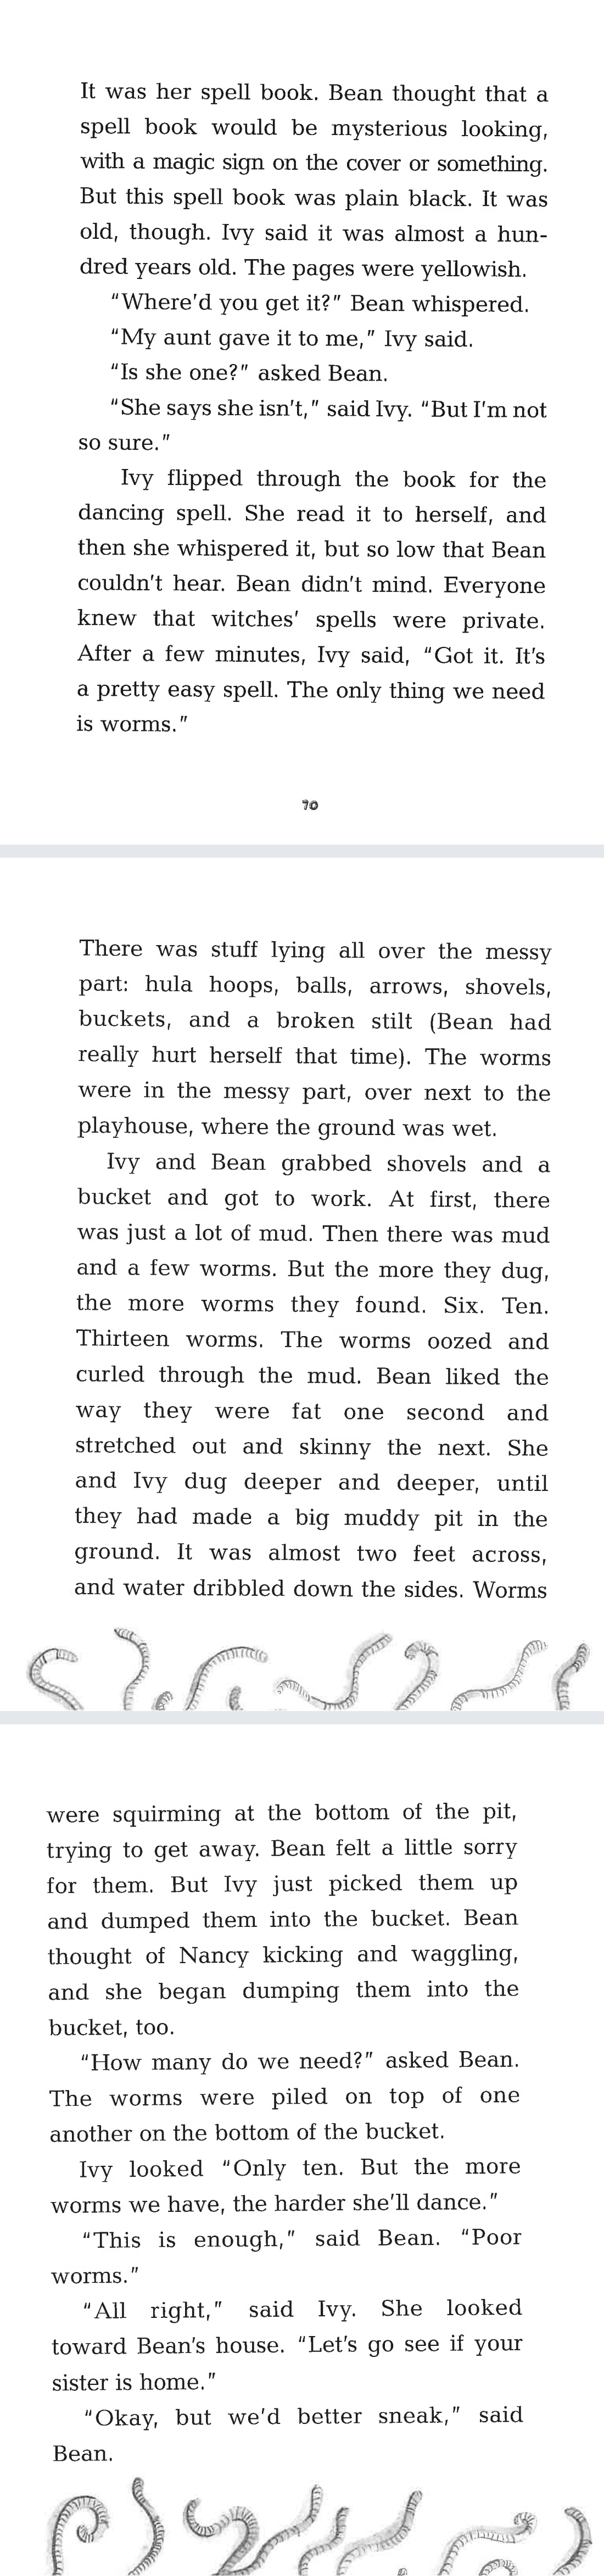 It was her spell book. Bean thought that a
spell book would be mysterious looking,
with a magic sign on the cover or something.
But this spell book was plain black. It was
old, though. Ivy said it was almost a hun-
dred years old. The pages were yellowish.
“Where’d you get it?” Bean whispered.
“My aunt gave it to me,” Ivy said.
“Is she one?” asked Bean.
“She says she isn’t,” said Ivy. “But I’m not
so sure.”
Ivy flipped through the book for the
dancing spell. She read it to herself, and
then she whispered it, but so low that Bean
couldn’t hear. Bean didn’t mind. Everyone
knew that witches’ spells were private.
After a few minutes, Ivy said, “Got it. It’s
a pretty easy spell. The only thing we need
is worms.”
70
There was stuff lying all over the messy
part: hula hoops, balls, arrows, shovels,
buckets, and a broken stilt (Bean had
really hurt herself that time). The worms
were in the messy part, over next to the
playhouse, where the ground was wet.
Ivy and Bean grabbed shovels and a
bucket and got to work. At first, there
was just a lot of mud. Then there was mud
and a few worms. But the more they dug,
the more worms they found. Six. Ten.
Thirteen worms. The worms oozed and
curled through the mud. Bean liked the
way they were fat one second and
stretched out and skinny the next. She
and Ivy dug deeper and deeper, until
they had made a big muddy pit in the
ground. It was almost two feet across,
and water dribbled down the sides. Worms
were squirming at the bottom of the pit,
trying to get away. Bean felt a little sorry
for them. But Ivy just picked them up
and dumped them into the bucket. Bean
thought of Nancy kicking and waggling,
and she began dumping them into the
bucket, too.
“How many do we need?” asked Bean.
The worms were piled on top of one
another on the bottom of the bucket.
Ivy looked “Only ten. But the more
worms we have, the harder she’ll dance.”
“This is enough,” said Bean. “Poor
worms.”
“All right,” said Ivy. She looked
toward Bean’s house. “Let’s go see if your
sister is home.”
“Okay, but we’d better sneak,” said
Bean.